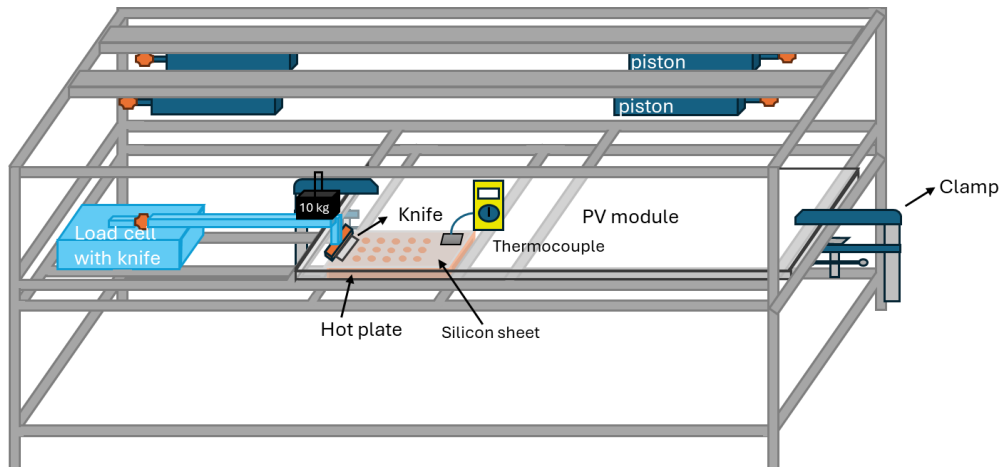 piston
piston
Clamp
10 kg
Knife
PV module
Load cell
with knife
Thermocouple
Hot plate
Silicon sheet